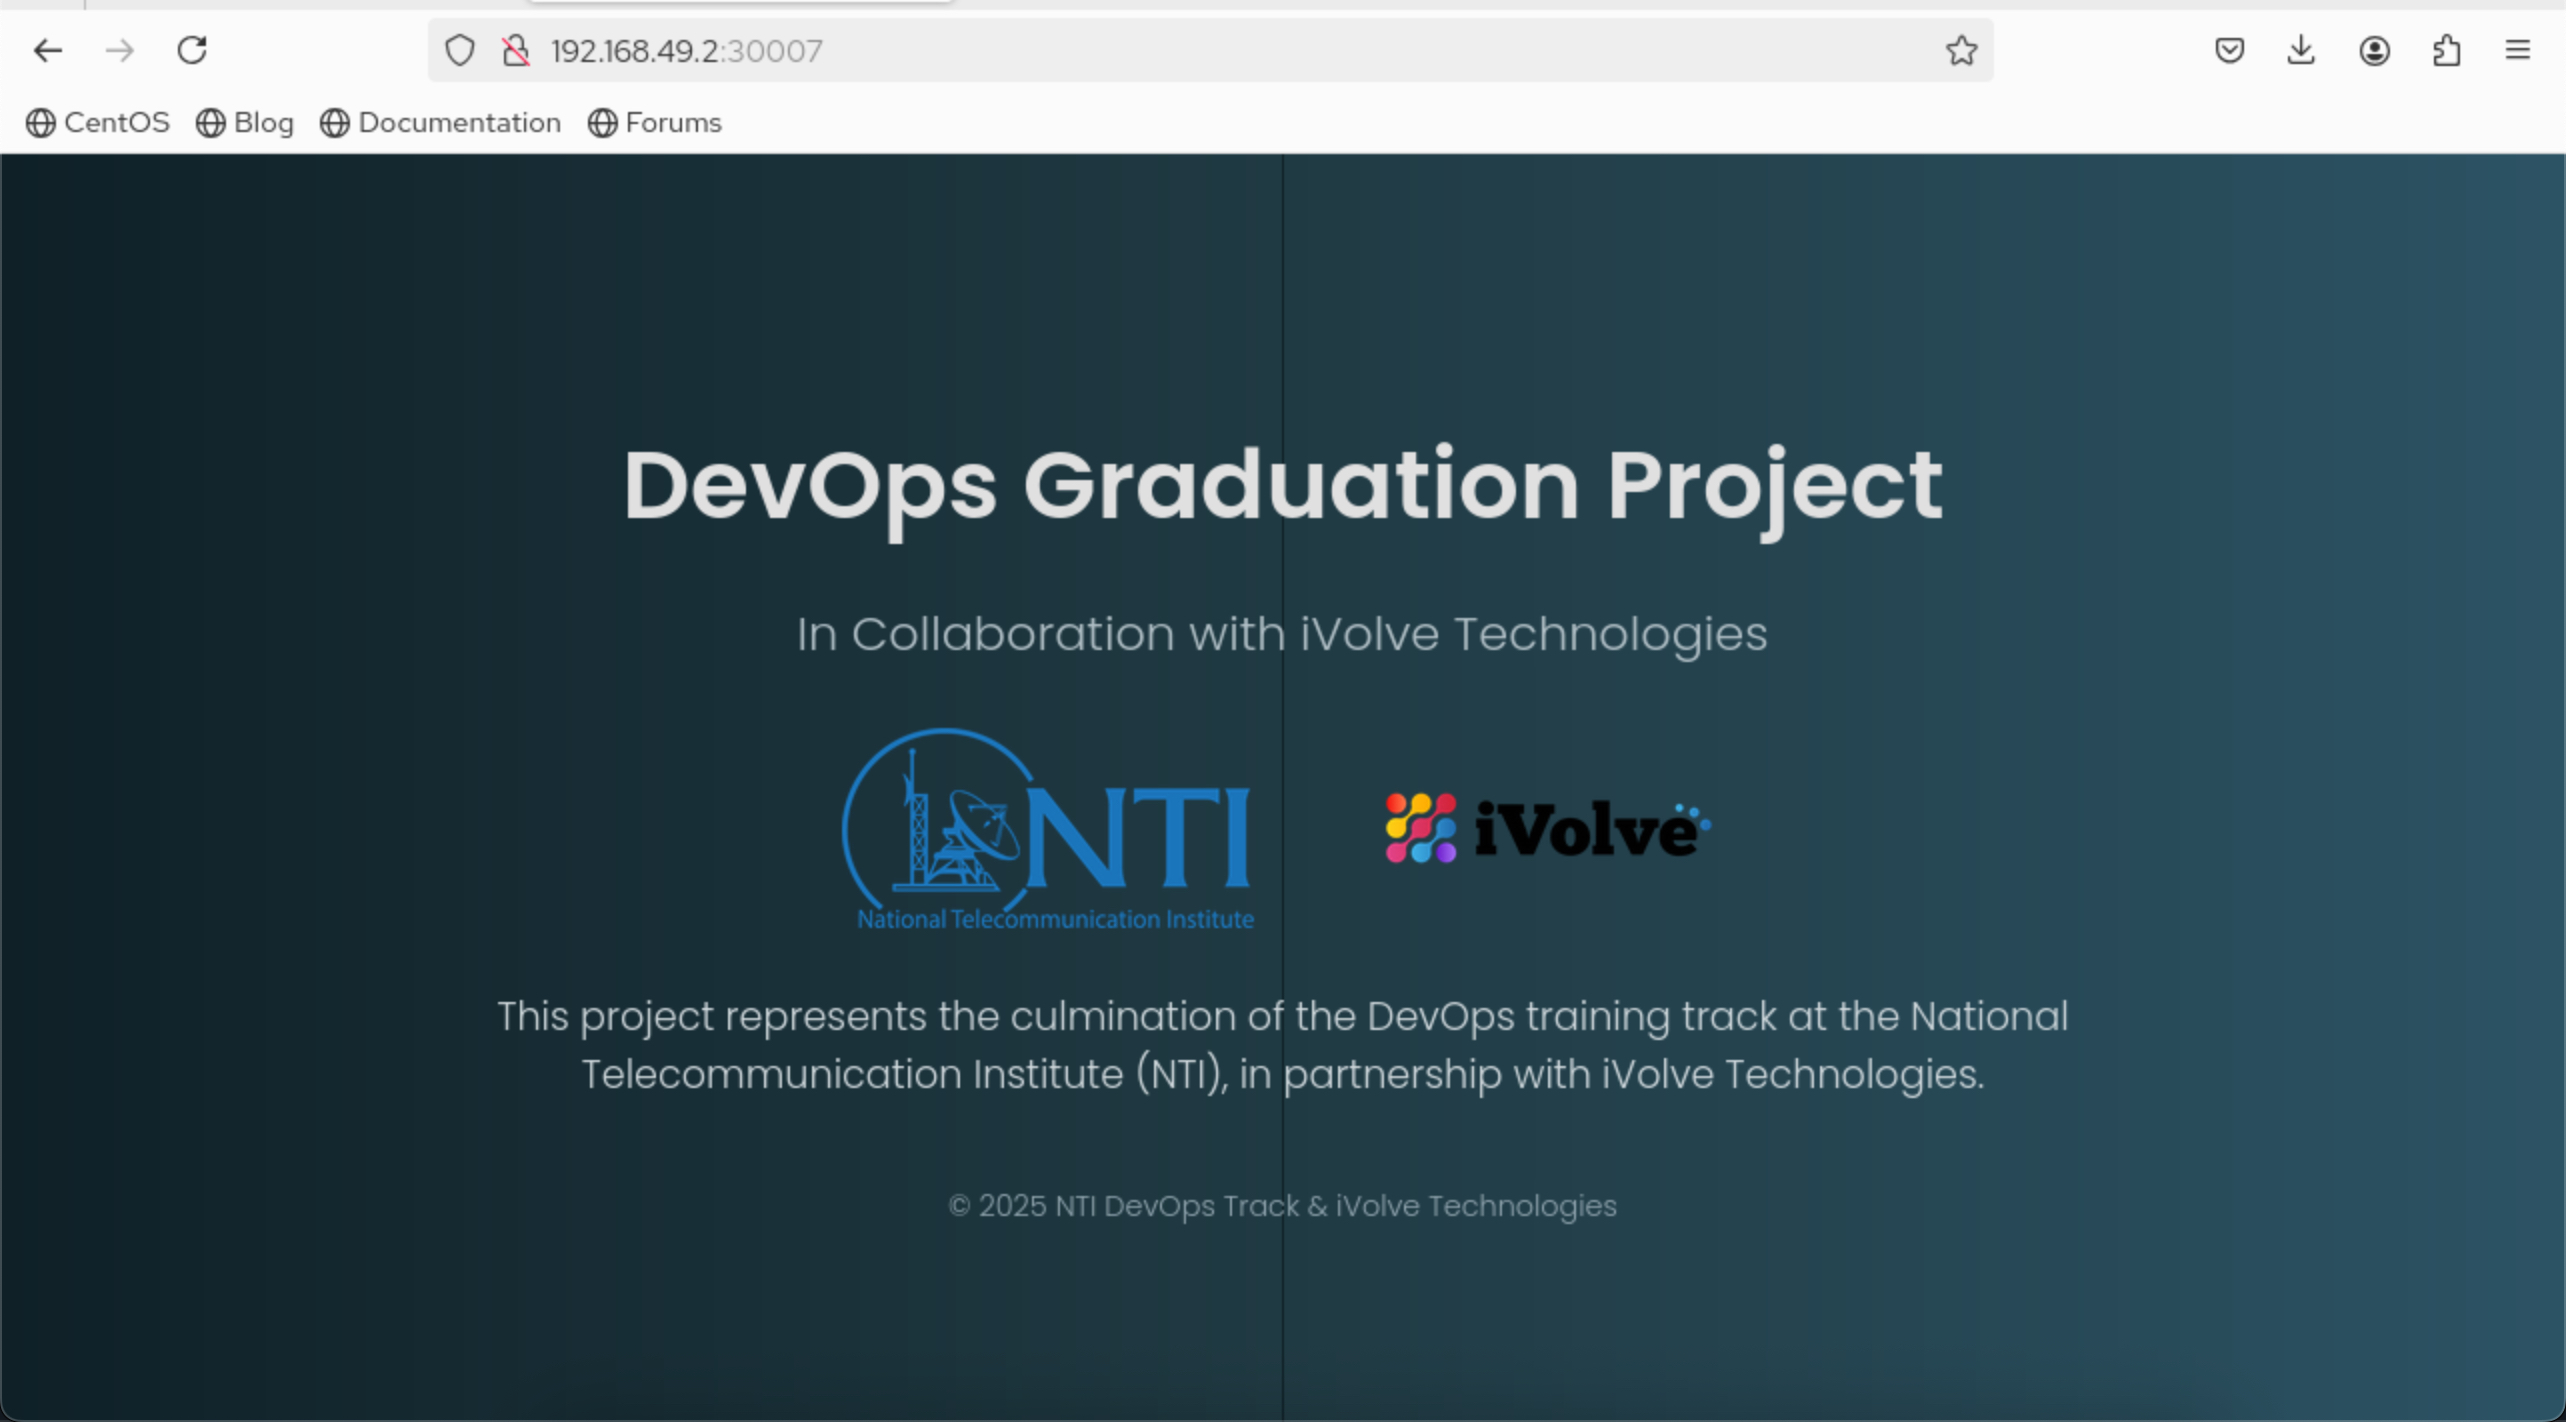 192.168.49.2:30007
CentOS Blog Documentation Forums
DevOps Graduation Project
In Collaboration with iVolve Technologies
NTI
National Telecommunication Institute
iVolve
This project represents the culmination of the DevOps training track at the National
Telecommunication Institute (NTI), in partnership with iVolve Technologies.
© 2025 NTI DevOps Track & iVolve Technologies